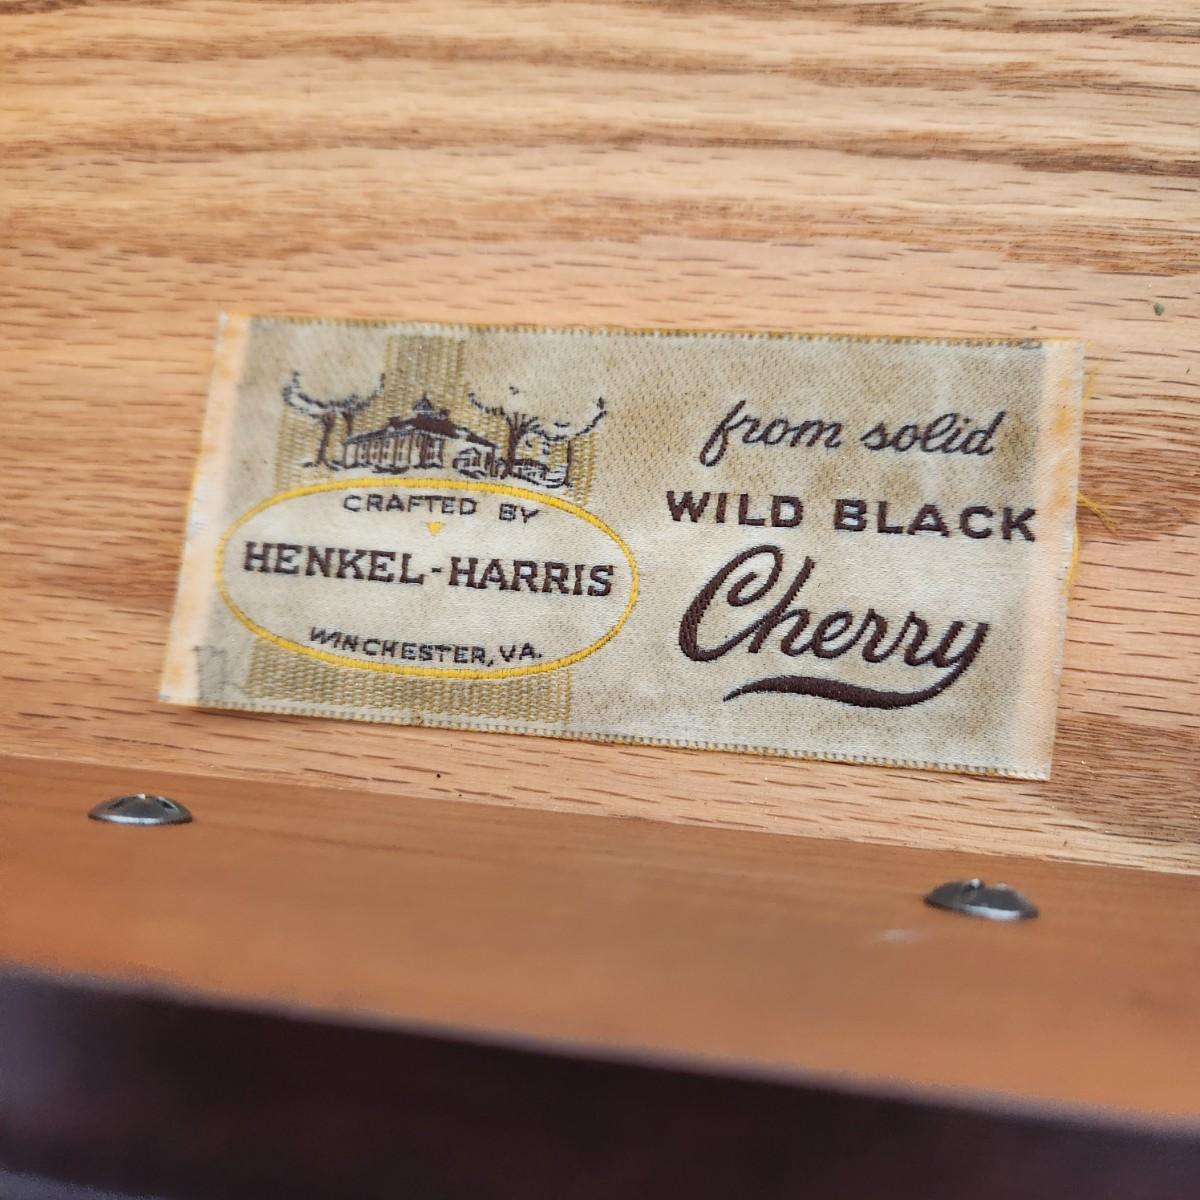 CRAFTED BY
HENKEL-HARRIS
WINCHESTER, VA.
from solid
WILD BLACK
Cherry